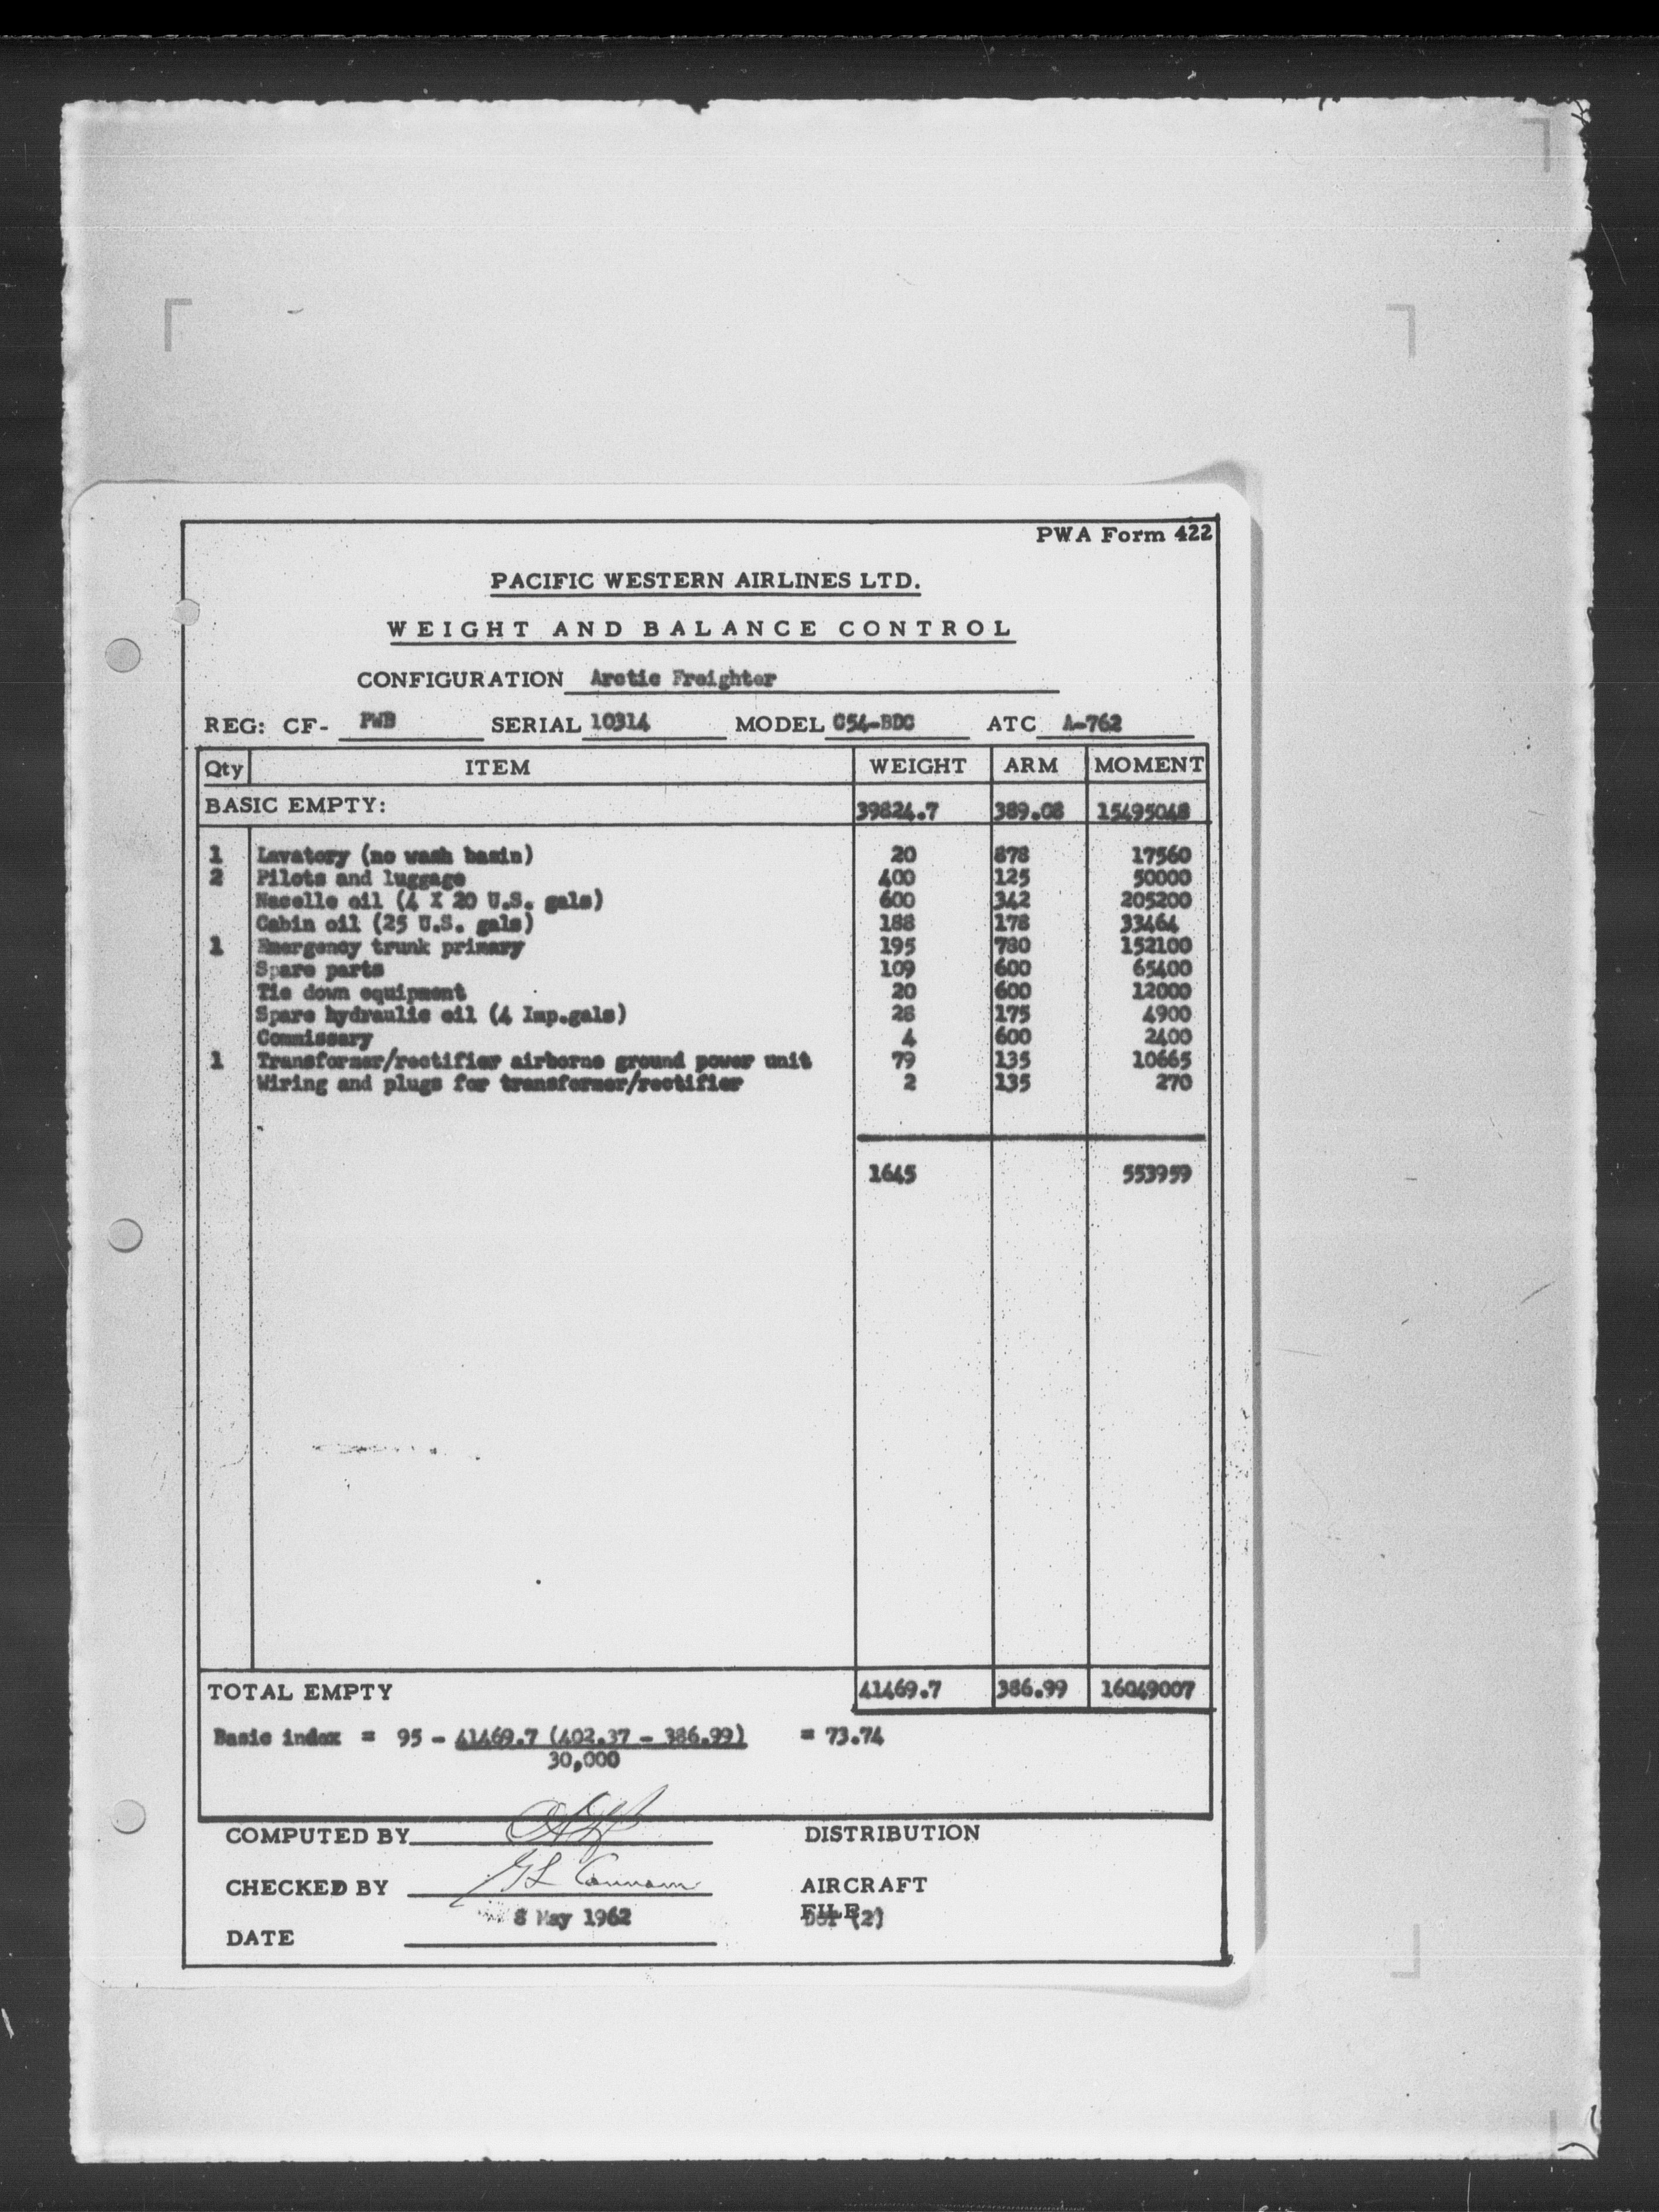 PWA Form 422
PACIFIC WESTERN AIRLINES LTD.
WEIGHT AND BALANCE CONTROL
CONFIGURATION Arctic Freighter
REG: CF- PWB SERIAL 10314 MODEL C54-BDC ATC A-762
Qty ITEM WEIGHT ARM MOMENT
BASIC EMPTY: 39824.7 389.08 15495048
1 Lavatory (no wash basin) 20 878 17560
2 Pilots and luggage 400 125 50000
Nacelle oil (4 X 20 U.S. gals) 600 342 205200
Cabin oil (25 U.S. gals) 188 178 33464
1 Emergency trunk primary 195 780 152100
Spare parts 109 600 65400
Tie down equipment 20 600 12000
Spare hydraulic oil (4 Imp.gals) 28 175 4900
Commissary 4 600 2400
1 Transformer/rectifier airborne ground power unit 79 135 10665
Wiring and plugs for transformer/rectifier 2 135 270
1645 553959
TOTAL EMPTY 41469.7 386.99 16049007
Basic index = 95 - 41469.7 (402.37 - 386.99) = 73.74
30,000
COMPUTED BY DISTRIBUTION
CHECKED BY AIRCRAFT
FILE
8 May 1962 DOT (2)
DATE